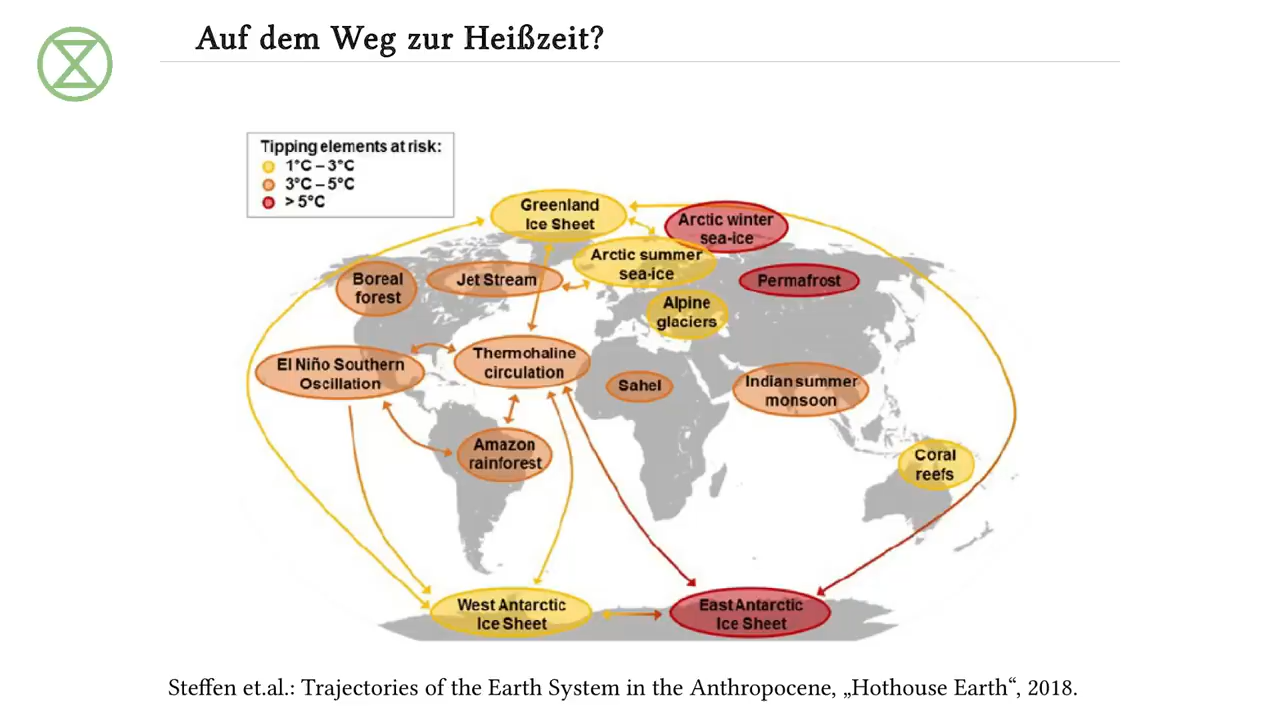 Auf dem Weg zur Heißzeit?
Tipping elements at risk:
1°C – 3°C
3°C – 5°C
> 5°C
Greenland
Ice Sheet
Arctic winter
sea-ice
Arctic summer
sea-ice
Boreal
forest
Jet Stream
Permafrost
Alpine
glaciers
El Niño Southern
Oscillation
Thermohaline
circulation
Sahel
Indian summer
monsoon
Amazon
rainforest
Coral
reefs
West Antarctic
Ice Sheet
East Antarctic
Ice Sheet
Steffen et.al.: Trajectories of the Earth System in the Anthropocene, „Hothouse Earth“, 2018.